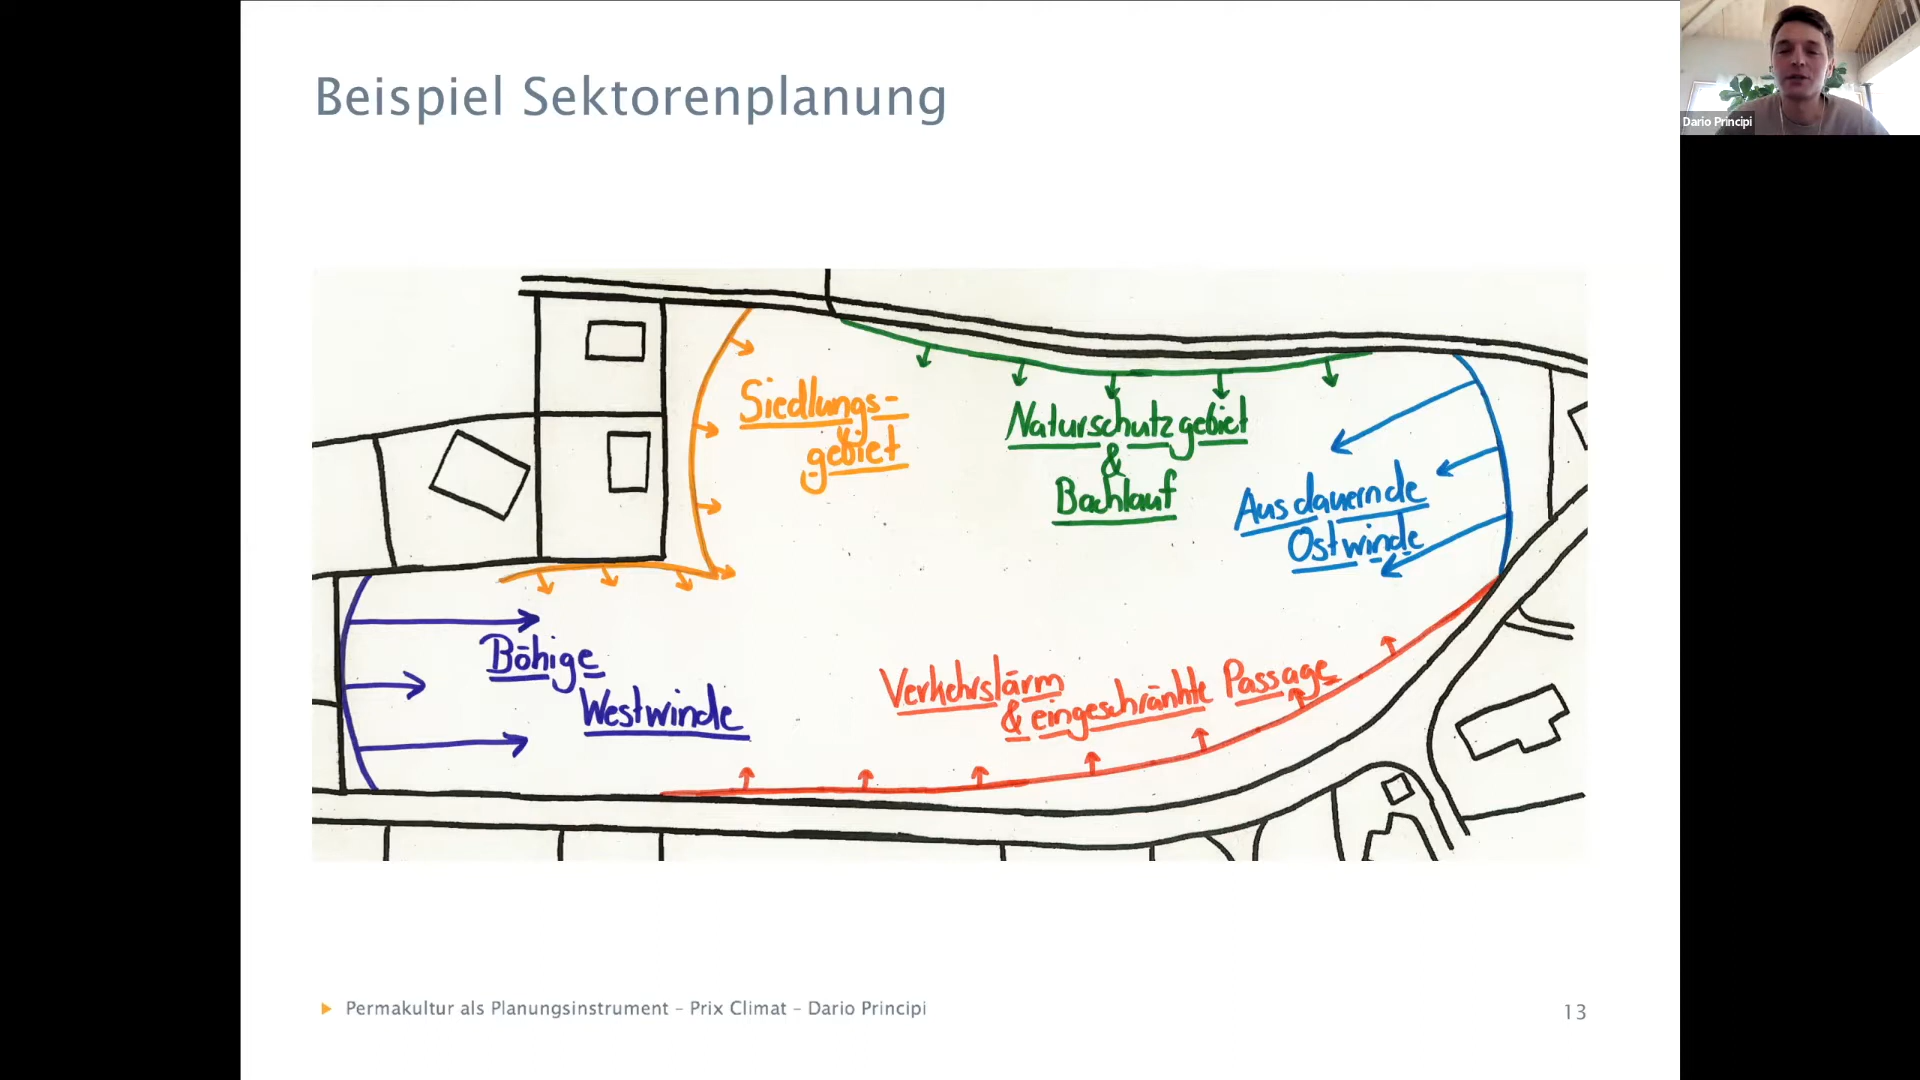 Beispiel Sektorenplanung
Dario Principi
Siedlungs-
gebiet
Naturschutzgebiet
&
Bachlauf
Ausdauernde
Ostwinde
Böhige
Westwinde
Verkehrslärm
& eingeschränkte Passage
Permakultur als Planungsinstrument – Prix Climat – Dario Principi
13